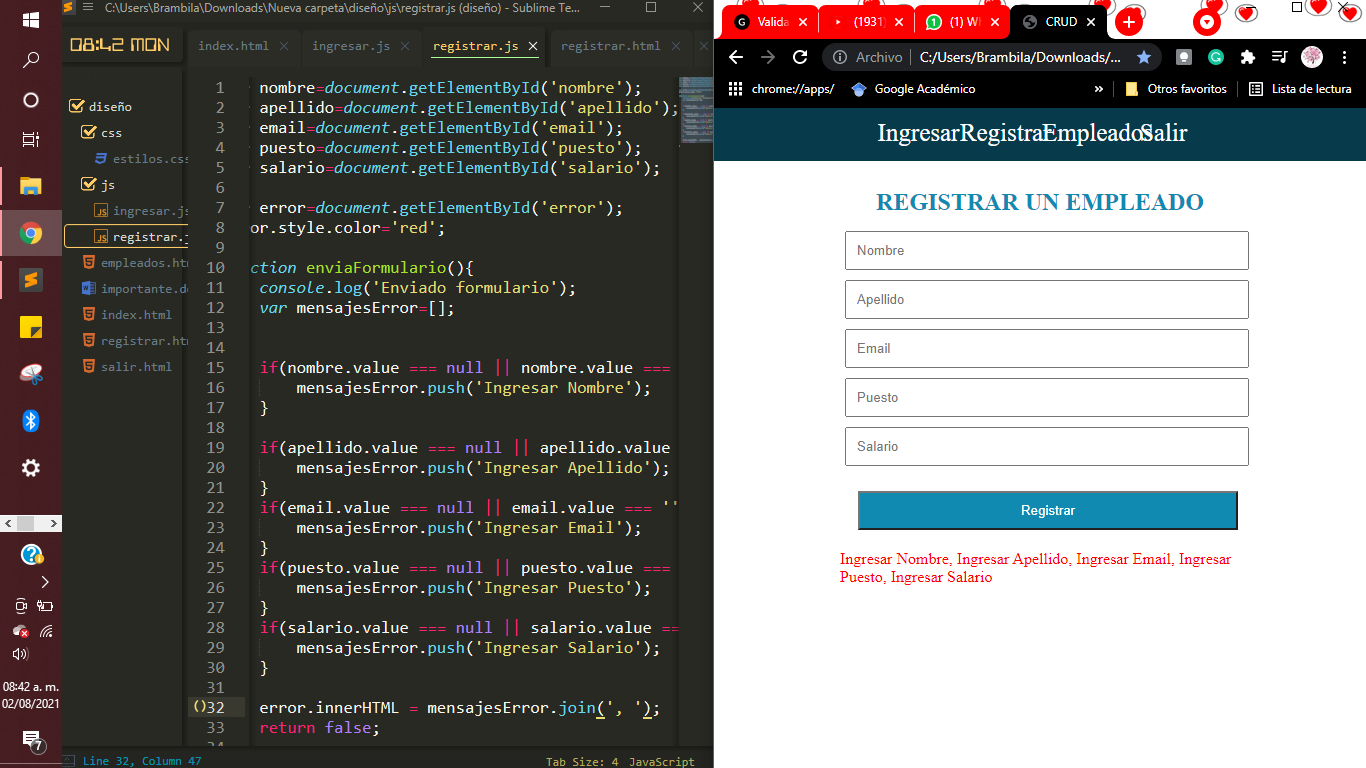 C:\Users\Brambila\Downloads\Nueva carpeta\diseño\js\registrar.js (diseño) - Sublime Te...
08:42 MON
index.html
ingresar.js
registrar.js
registrar.html
diseño
css
estilos.css
js
ingresar.js
registrar.j
empleados.htm
importante.do
index.html
registrar.htm
salir.html
1 nombre=document.getElementById('nombre');
2 apellido=document.getElementById('apellido');
3 email=document.getElementById('email');
4 puesto=document.getElementById('puesto');
5 salario=document.getElementById('salario');
6
7 error=document.getElementById('error');
8 or.style.color='red';
9
10 ction enviaFormulario(){
11 console.log('Enviado formulario');
12 var mensajesError=[];
13
14
15 if(nombre.value === null || nombre.value ===
16 mensajesError.push('Ingresar Nombre');
17 }
18
19 if(apellido.value === null || apellido.value
20 mensajesError.push('Ingresar Apellido');
21 }
22 if(email.value === null || email.value === ''
23 mensajesError.push('Ingresar Email');
24 }
25 if(puesto.value === null || puesto.value ===
26 mensajesError.push('Ingresar Puesto');
27 }
28 if(salario.value === null || salario.value ==
29 mensajesError.push('Ingresar Salario');
30 }
31
32 error.innerHTML = mensajesError.join(', ');
33 return false;
Line 32, Column 47
Tab Size: 4 JavaScript
08:42 a. m.
02/08/2021
7
Valida
(1931)
(1) W
CRUD
Archivo C:/Users/Brambila/Downloads/...
chrome://apps/
Google Académico
» Otros favoritos
Lista de lectura
Ingresar Registrar Empleados Salir
REGISTRAR UN EMPLEADO
Nombre
Apellido
Email
Puesto
Salario
Registrar
Ingresar Nombre, Ingresar Apellido, Ingresar Email, Ingresar
Puesto, Ingresar Salario